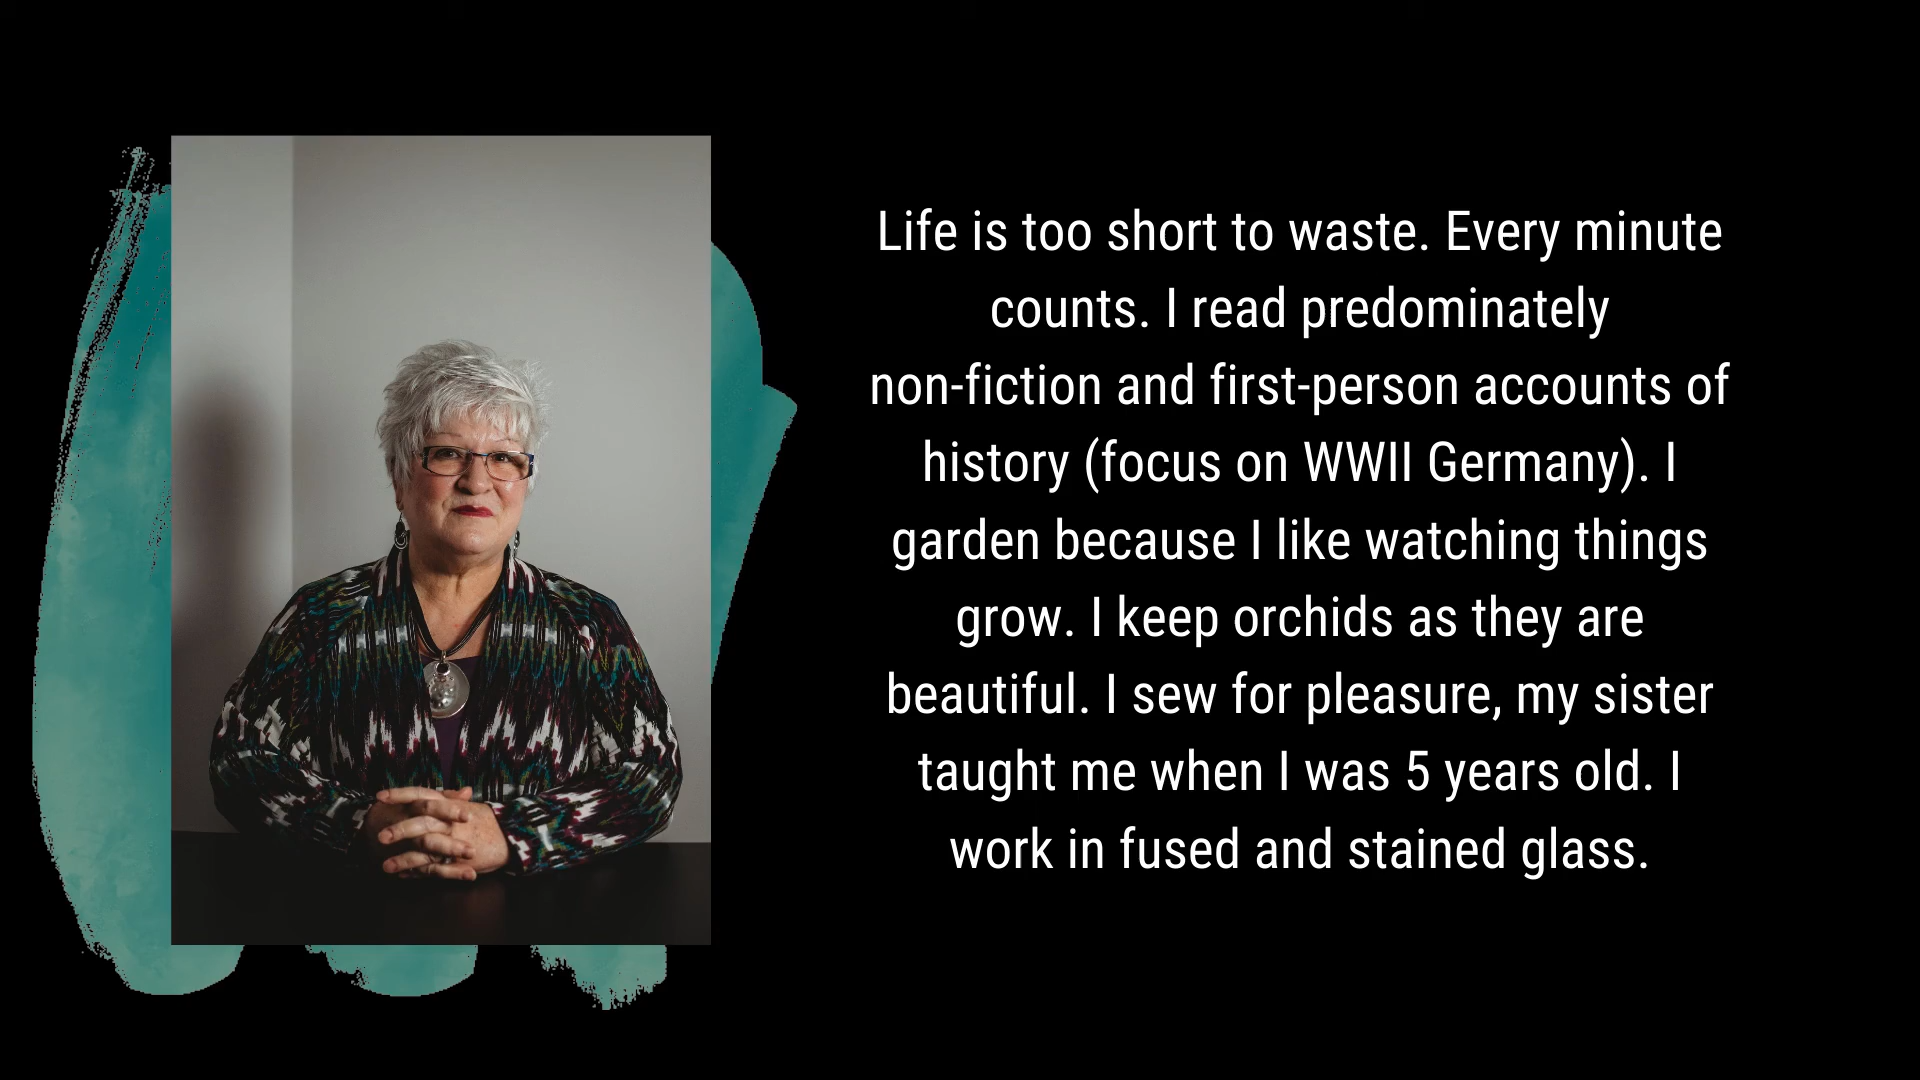 Life is too short to waste. Every minute
counts. I read predominately
non-fiction and first-person accounts of
history (focus on WWII Germany). I
garden because I like watching things
grow. I keep orchids as they are
beautiful. I sew for pleasure, my sister
taught me when I was 5 years old. I
work in fused and stained glass.